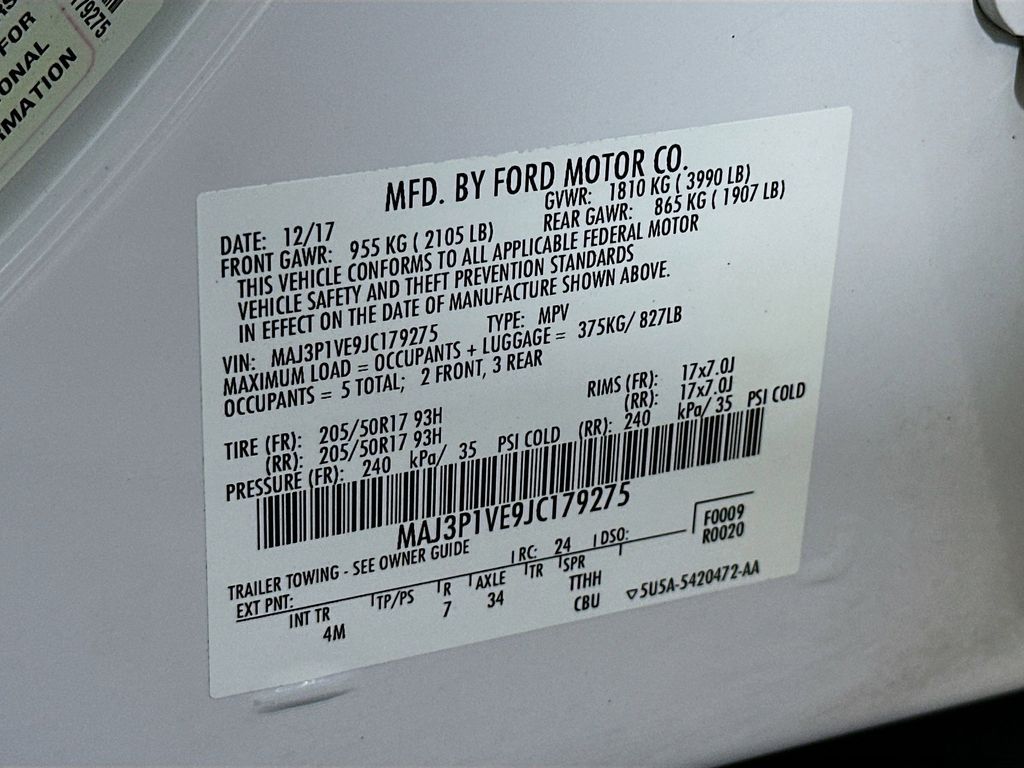 FOR
ONAL
MATION
79275
MFD. BY FORD MOTOR CO.
DATE: 12/17 GVWR: 1810 KG ( 3990 LB)
FRONT GAWR: 955 KG ( 2105 LB) REAR GAWR: 865 KG ( 1907 LB)
THIS VEHICLE CONFORMS TO ALL APPLICABLE FEDERAL MOTOR
VEHICLE SAFETY AND THEFT PREVENTION STANDARDS
IN EFFECT ON THE DATE OF MANUFACTURE SHOWN ABOVE.
VIN: MAJ3P1VE9JC179275 TYPE: MPV
MAXIMUM LOAD = OCCUPANTS + LUGGAGE = 375KG/ 827LB
OCCUPANTS = 5 TOTAL; 2 FRONT, 3 REAR
TIRE (FR): 205/50R17 93H RIMS (FR): 17x7.0J
(RR): 205/50R17 93H (RR): 17x7.0J
PRESSURE (FR): 240 kPa/ 35 PSI COLD (RR): 240 kPa/ 35 PSI COLD
MAJ3P1VE9JC179275
TRAILER TOWING - SEE OWNER GUIDE
F0009
EXT PNT: RC: 24 DSO: R0020
INT TR TP/PS R AXLE TR SPR
4M 7 34 TTHH
CBU ▽5U5A-5420472-AA